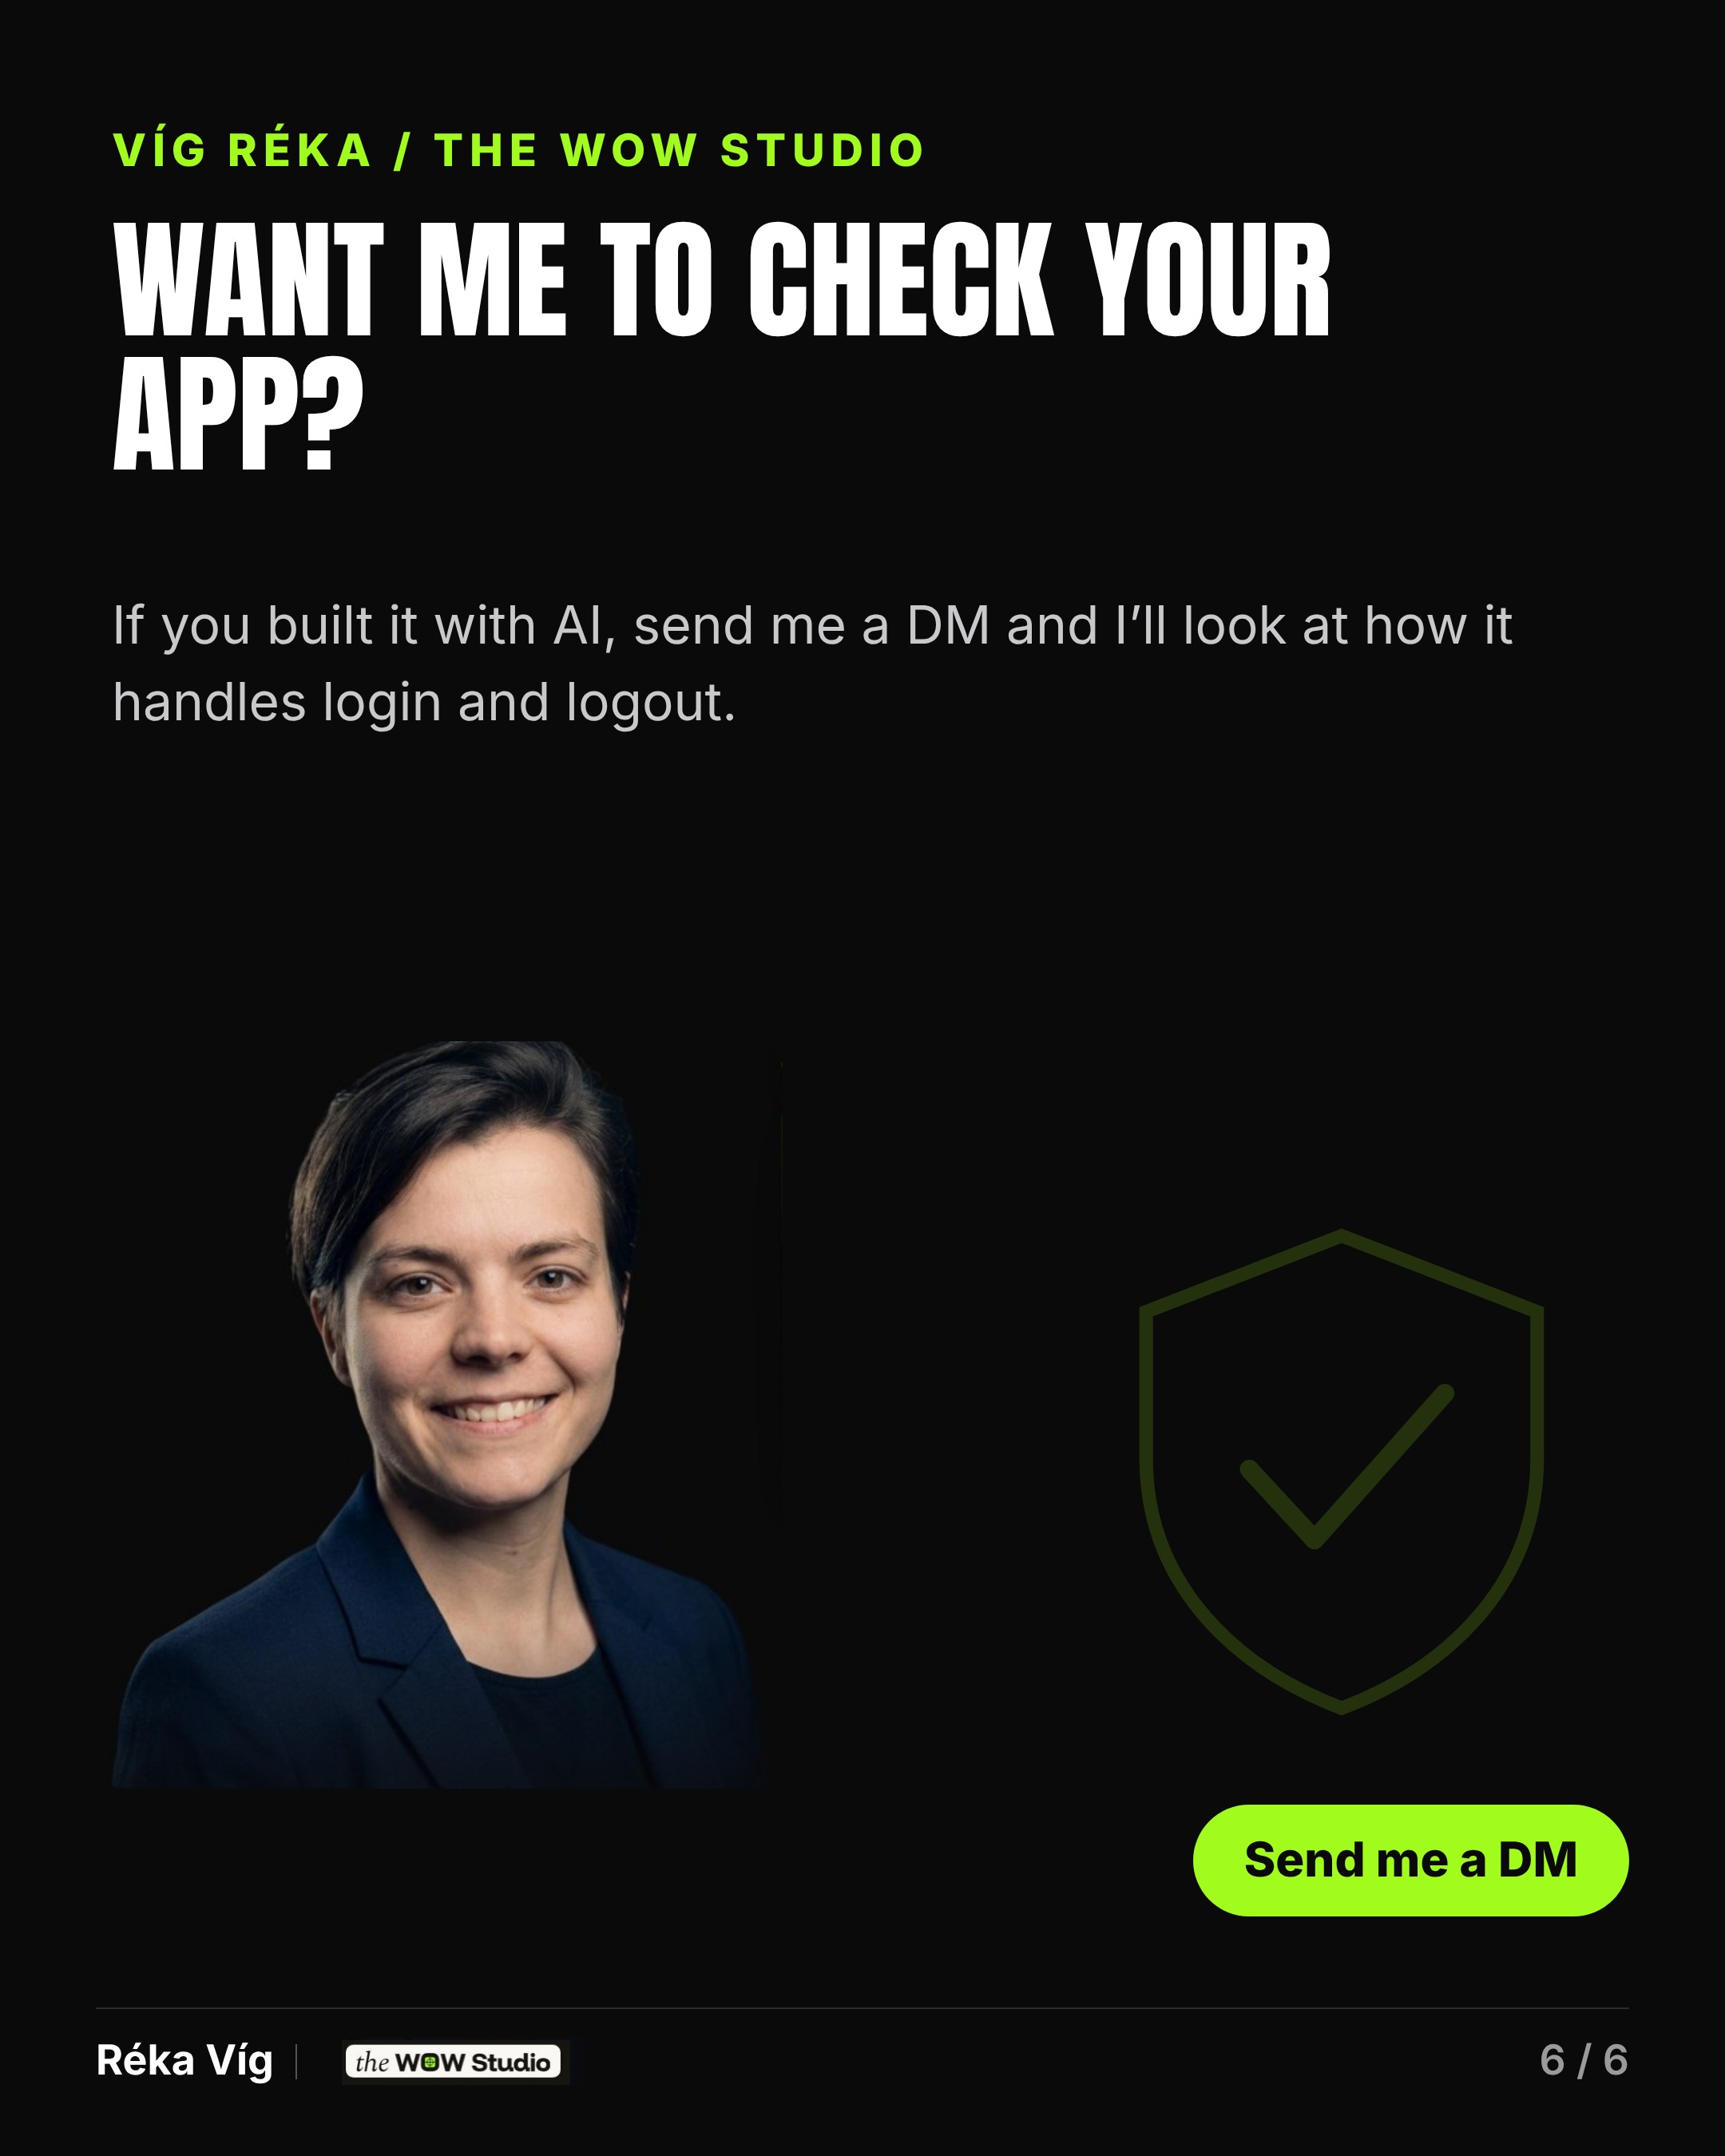 VÍG RÉKA / THE WOW STUDIO
WANT ME TO CHECK YOUR
APP?
If you built it with AI, send me a DM and I’ll look at how it
handles login and logout.
Send me a DM
Réka Víg
the WOW Studio
6 / 6